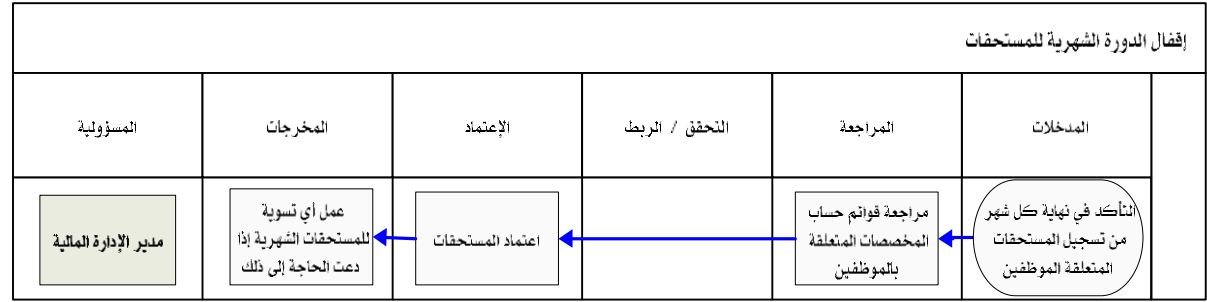 إقفال الدورة الشهرية للمستحقات
المدخلات
المراجعة
التحقق / الربط
الإعتماد
المخرجات
المسؤولية
التأكد في نهاية كل شهر
من تسجيل المستحقات
المتعلقة الموظفين
مراجعة قوائم حساب
المخصصات المتعلقة
بالموظفين
اعتماد المستحقات
عمل أي تسوية
للمستحقات الشهرية إذا
دعت الحاجة إلى ذلك
مدير الإدارة المالية